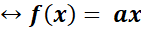 ↔ f(x) = ax